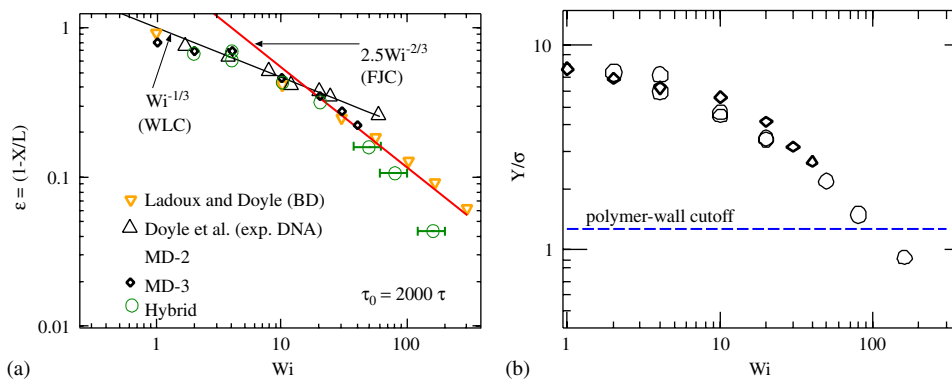 1
0.1
0.01
ε = (1-X/L)
Wi^{-1/3}
(WLC)
2.5Wi^{-2/3}
(FJC)
Ladoux and Doyle (BD)
Doyle et al. (exp. DNA)
MD-2
MD-3
Hybrid
τ₀ = 2000 τ
1 10 100
Wi
(a)
10
1
Y/σ
polymer-wall cutoff
1 10 100
Wi
(b)